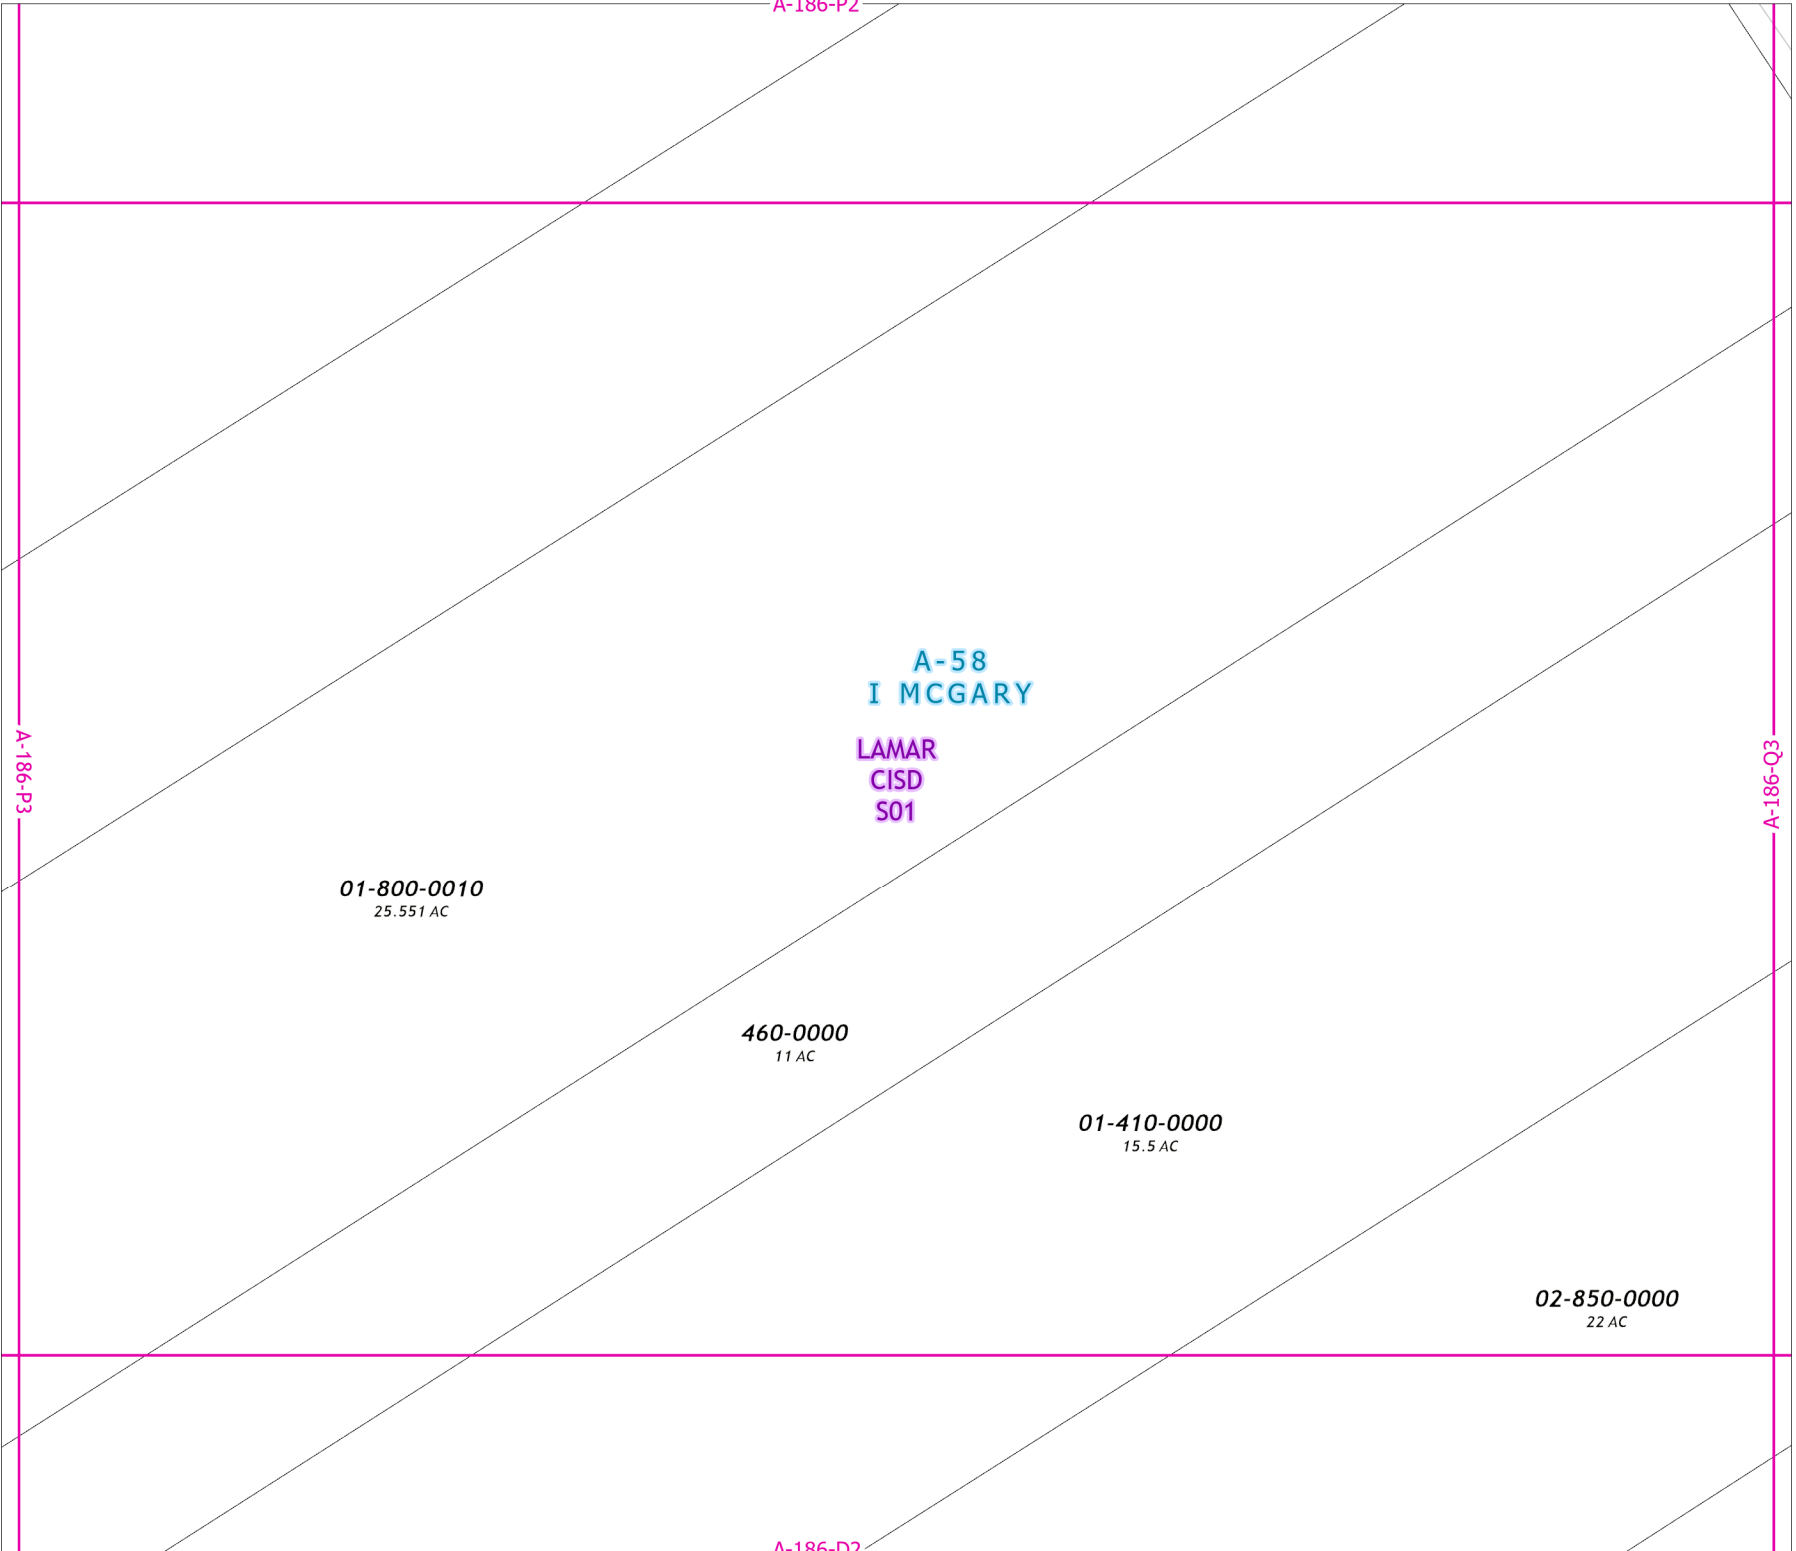 A-186-P2
A-58
I MCGARY
LAMAR
CISD
S01
A-186-P3
A-186-Q3
01-800-0010
25.551 AC
460-0000
11 AC
01-410-0000
15.5 AC
02-850-0000
22 AC
A-186-D2